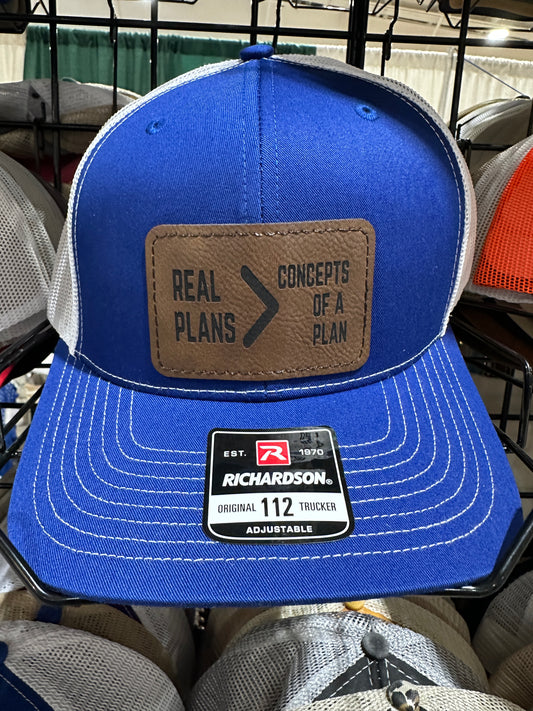 REAL
PLANS
>
CONCEPTS
OF A
PLAN
EST. R 1970
RICHARDSON®
ORIGINAL 112 TRUCKER
ADJUSTABLE